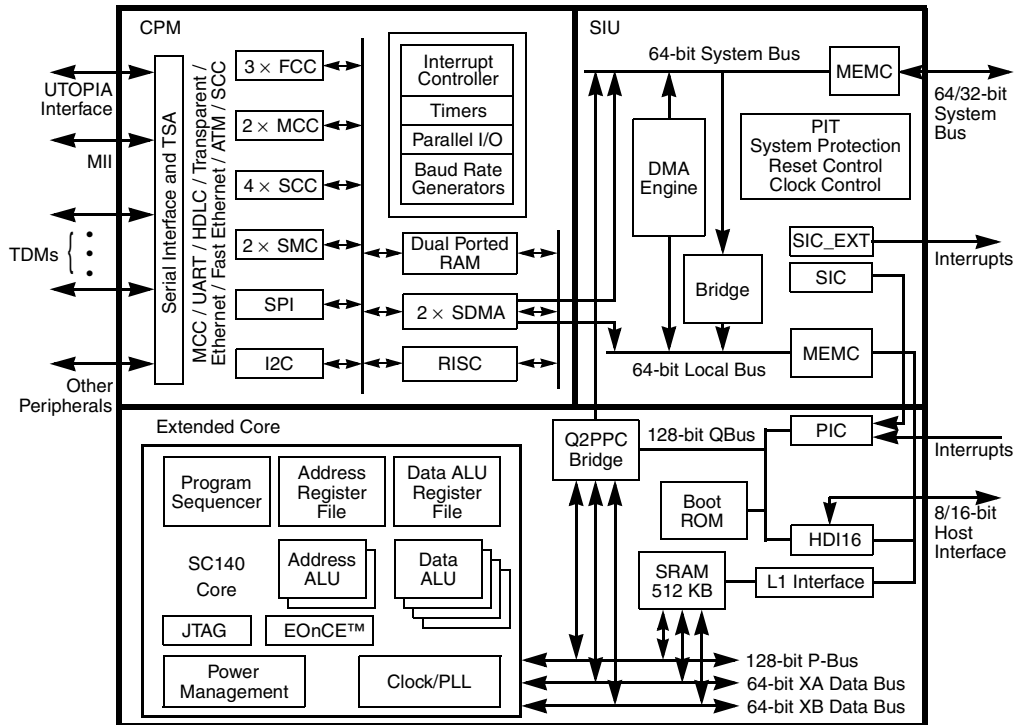 CPM
UTOPIA
Interface
MII
TDMs
Other
Peripherals
Serial Interface and TSA
MCC / UART / HDLC / Transparent /
Ethernet / Fast Ethernet / ATM / SCC
3 × FCC
2 × MCC
4 × SCC
2 × SMC
SPI
I2C
Interrupt
Controller
Timers
Parallel I/O
Baud Rate
Generators
Dual Ported
RAM
2 × SDMA
RISC
SIU
64-bit System Bus
MEMC
64/32-bit
System
Bus
DMA
Engine
PIT
System Protection
Reset Control
Clock Control
SIC_EXT
Interrupts
SIC
Bridge
MEMC
64-bit Local Bus
Extended Core
Program
Sequencer
Address
Register
File
Data ALU
Register
File
SC140
Core
Address
ALU
Data
ALU
JTAG
EOnCE™
Power
Management
Clock/PLL
Q2PPC
Bridge
128-bit QBus
PIC
Interrupts
Boot
ROM
HDI16
8/16-bit
Host
Interface
SRAM
512 KB
L1 Interface
128-bit P-Bus
64-bit XA Data Bus
64-bit XB Data Bus